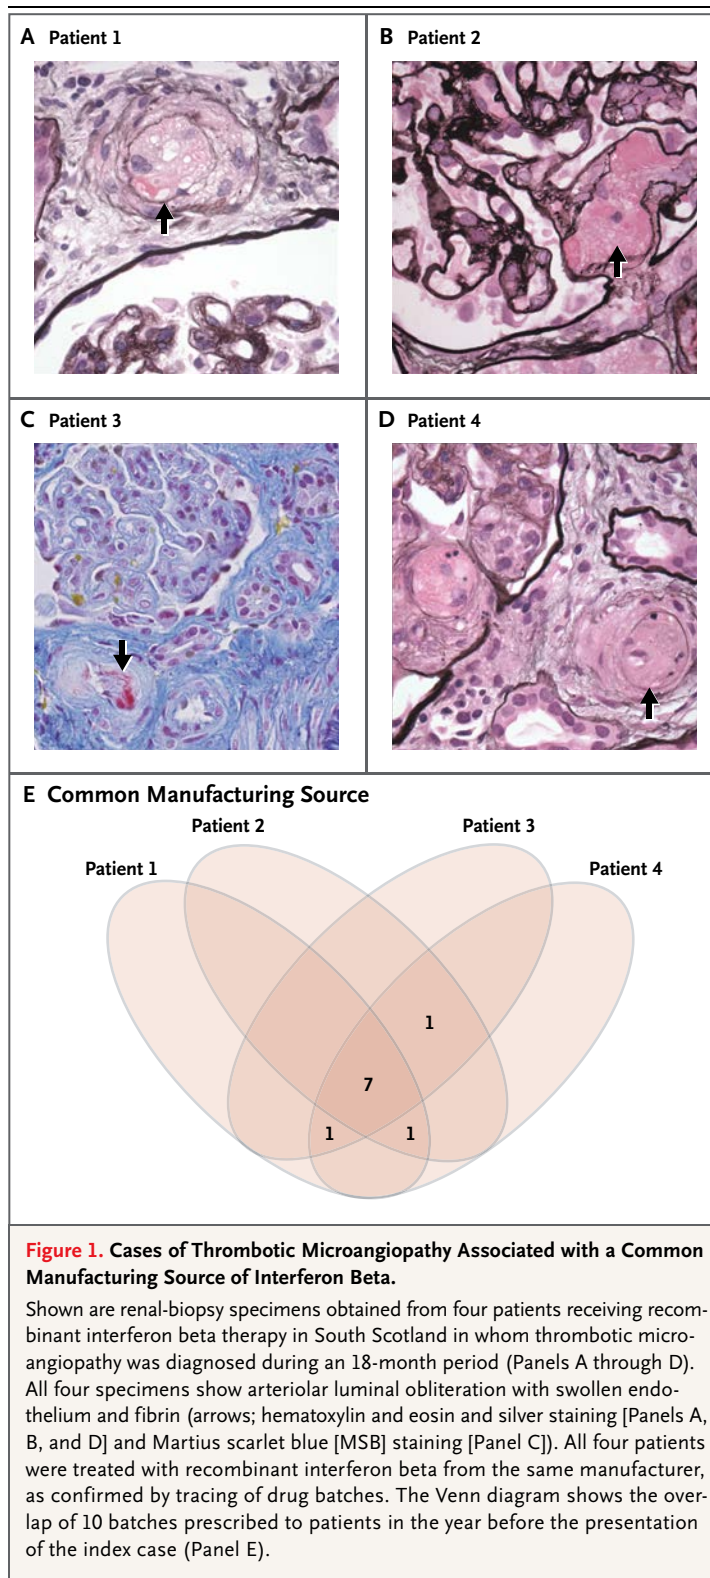 A Patient 1
B Patient 2
C Patient 3
D Patient 4
E Common Manufacturing Source
Patient 2
Patient 3
Patient 1
Patient 4
1
7
1
1
Figure 1. Cases of Thrombotic Microangiopathy Associated with a Common
Manufacturing Source of Interferon Beta.
Shown are renal-biopsy specimens obtained from four patients receiving recom-
binant interferon beta therapy in South Scotland in whom thrombotic micro-
angiopathy was diagnosed during an 18-month period (Panels A through D).
All four specimens show arteriolar luminal obliteration with swollen endo-
thelium and fibrin (arrows; hematoxylin and eosin and silver staining [Panels A,
B, and D] and Martius scarlet blue [MSB] staining [Panel C]). All four patients
were treated with recombinant interferon beta from the same manufacturer,
as confirmed by tracing of drug batches. The Venn diagram shows the over-
lap of 10 batches prescribed to patients in the year before the presentation
of the index case (Panel E).